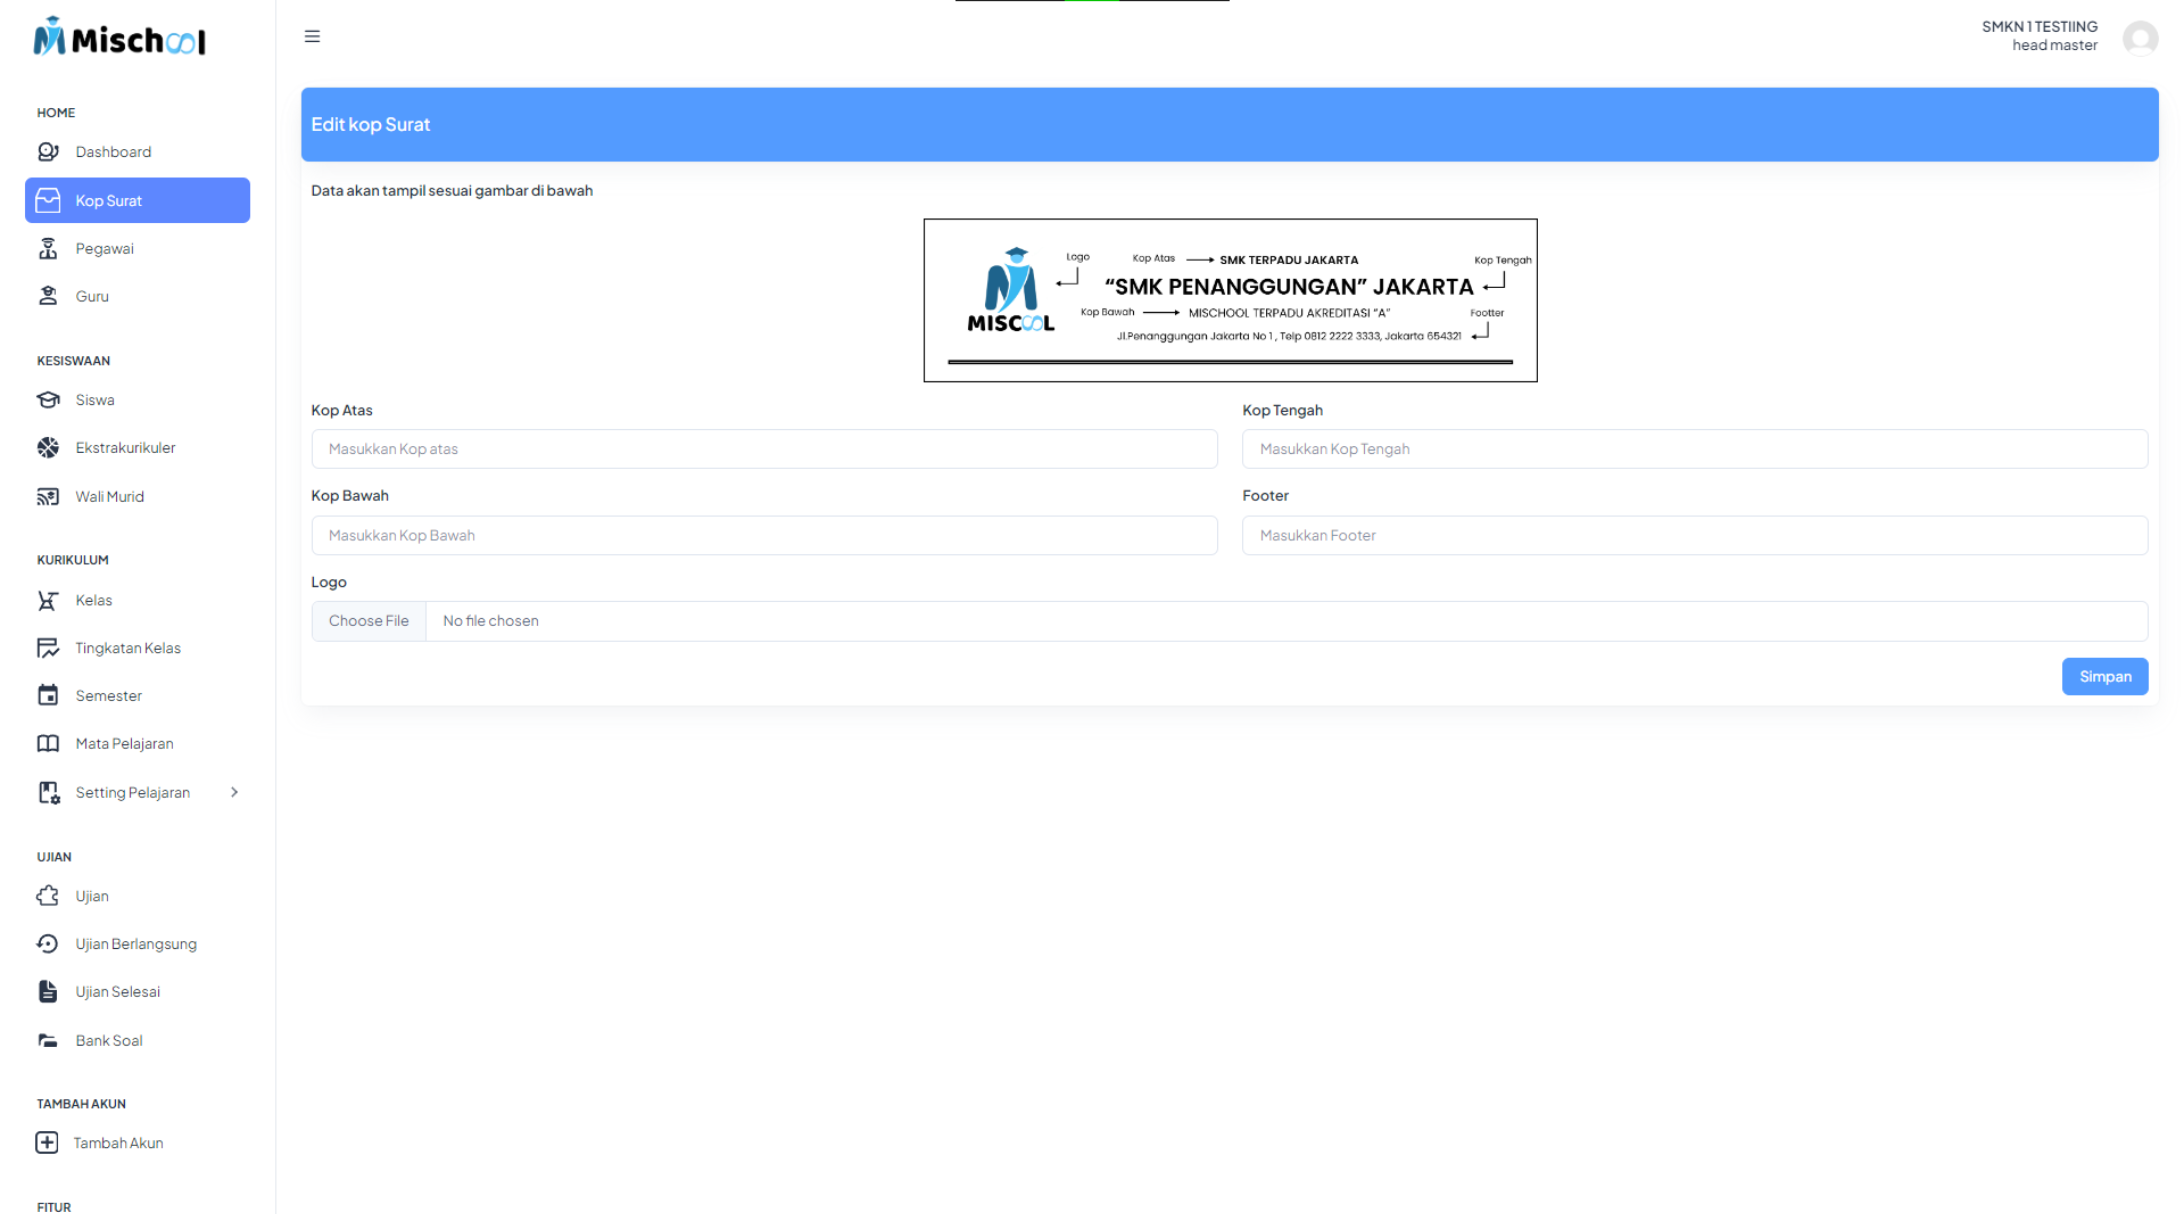 Mischool
SMKN 1 TESTIING
head master
HOME
Dashboard
Kop Surat
Pegawai
Guru
KESISWAAN
Siswa
Ekstrakurikuler
Wali Murid
KURIKULUM
Kelas
Tingkatan Kelas
Semester
Mata Pelajaran
Setting Pelajaran
UJIAN
Ujian
Ujian Berlangsung
Ujian Selesai
Bank Soal
TAMBAH AKUN
Tambah Akun
FITUR
Edit kop Surat
Data akan tampil sesuai gambar di bawah
MISCOOL
Logo
Kop Atas SMK TERPADU JAKARTA Kop Tengah
“SMK PENANGGUNGAN” JAKARTA
Kop Bawah MISCHOOL TERPADU AKREDITASI “A” Footter
Jl.Penanggungan Jakarta No 1 , Telp 0812 2222 3333, Jakarta 654321
Kop Atas
Masukkan Kop atas
Kop Tengah
Masukkan Kop Tengah
Kop Bawah
Masukkan Kop Bawah
Footer
Masukkan Footer
Logo
Choose File No file chosen
Simpan